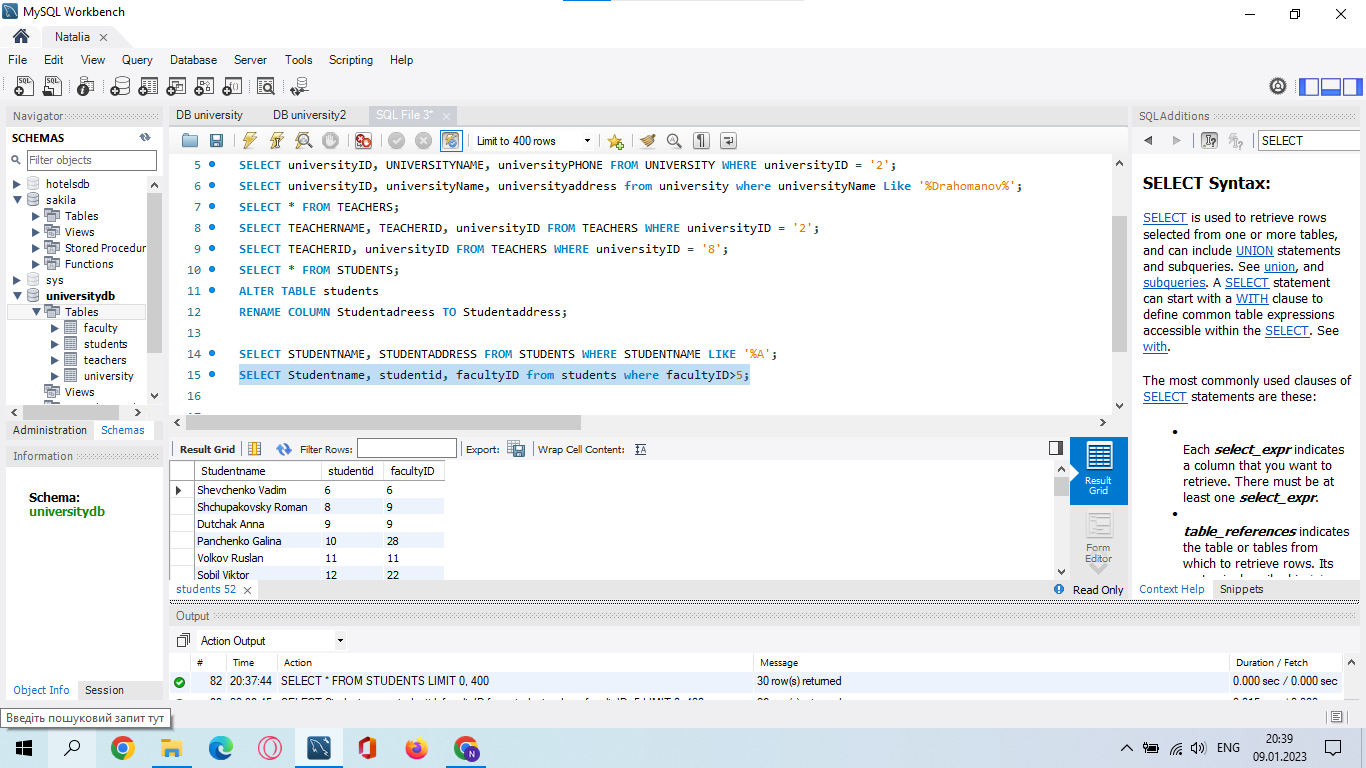 MySQL Workbench
Natalia
File Edit View Query Database Server Tools Scripting Help
Navigator
SCHEMAS
Filter objects
hotelsdb
sakila
Tables
Views
Stored Procedur
Functions
sys
universitydb
Tables
faculty
students
teachers
university
Views
Administration Schemas
Information
Schema:
universitydb
Object Info Session
Введіть пошуковий запит тут
DB university DB university2 SQL File 3*
Limit to 400 rows
5 SELECT universityID, UNIVERSITYNAME, universityPHONE FROM UNIVERSITY WHERE universityID = '2';
6 SELECT universityID, universityName, universityaddress from university where universityName Like '%Drahomanov%';
7 SELECT * FROM TEACHERS;
8 SELECT TEACHERNAME, TEACHERID, universityID FROM TEACHERS WHERE universityID = '2';
9 SELECT TEACHERID, universityID FROM TEACHERS WHERE universityID = '8';
10 SELECT * FROM STUDENTS;
11 ALTER TABLE students
12 RENAME COLUMN Studentadreess TO Studentaddress;
13
14 SELECT STUDENTNAME, STUDENTADDRESS FROM STUDENTS WHERE STUDENTNAME LIKE '%A';
15 SELECT Studentname, studentid, facultyID from students where facultyID>5;
16
Result Grid Filter Rows: Export: Wrap Cell Content:
Studentname studentid facultyID
Shevchenko Vadim 6 6
Shchupakovsky Roman 8 9
Dutchak Anna 9 9
Panchenko Galina 10 28
Volkov Ruslan 11 11
Sobil Viktor 12 22
Result
Grid
Form
Editor
students 52
Read Only
Output
Action Output
# Time Action Message Duration / Fetch
82 20:37:44 SELECT * FROM STUDENTS LIMIT 0, 400 30 row(s) returned 0.000 sec / 0.000 sec
SQLAdditions
SELECT
SELECT Syntax:
SELECT is used to retrieve rows
selected from one or more tables,
and can include UNION statements
and subqueries. See union, and
subqueries. A SELECT statement
can start with a WITH clause to
define common table expressions
accessible within the SELECT. See
with.
The most commonly used clauses of
SELECT statements are these:
Each select_expr indicates
a column that you want to
retrieve. There must be at
least one select_expr.
table_references indicates
the table or tables from
which to retrieve rows. Its
Context Help Snippets
ENG
20:39
09.01.2023